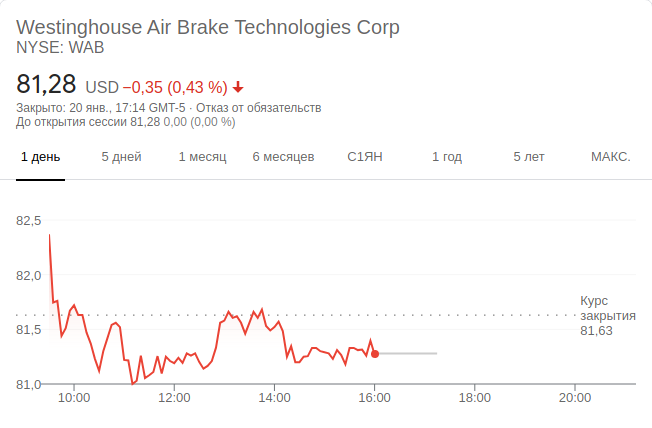 Westinghouse Air Brake Technologies Corp
NYSE: WAB
81,28 USD −0,35 (0,43 %)
Закрыто: 20 янв., 17:14 GMT-5 · Отказ от обязательств
До открытия сессии 81,28 0,00 (0,00 %)
1 день 5 дней 1 месяц 6 месяцев С1ЯН 1 год 5 лет МАКС.
82,5
82,0
Курс
закрытия
81,63
81,5
81,0
10:00 12:00 14:00 16:00 18:00 20:00